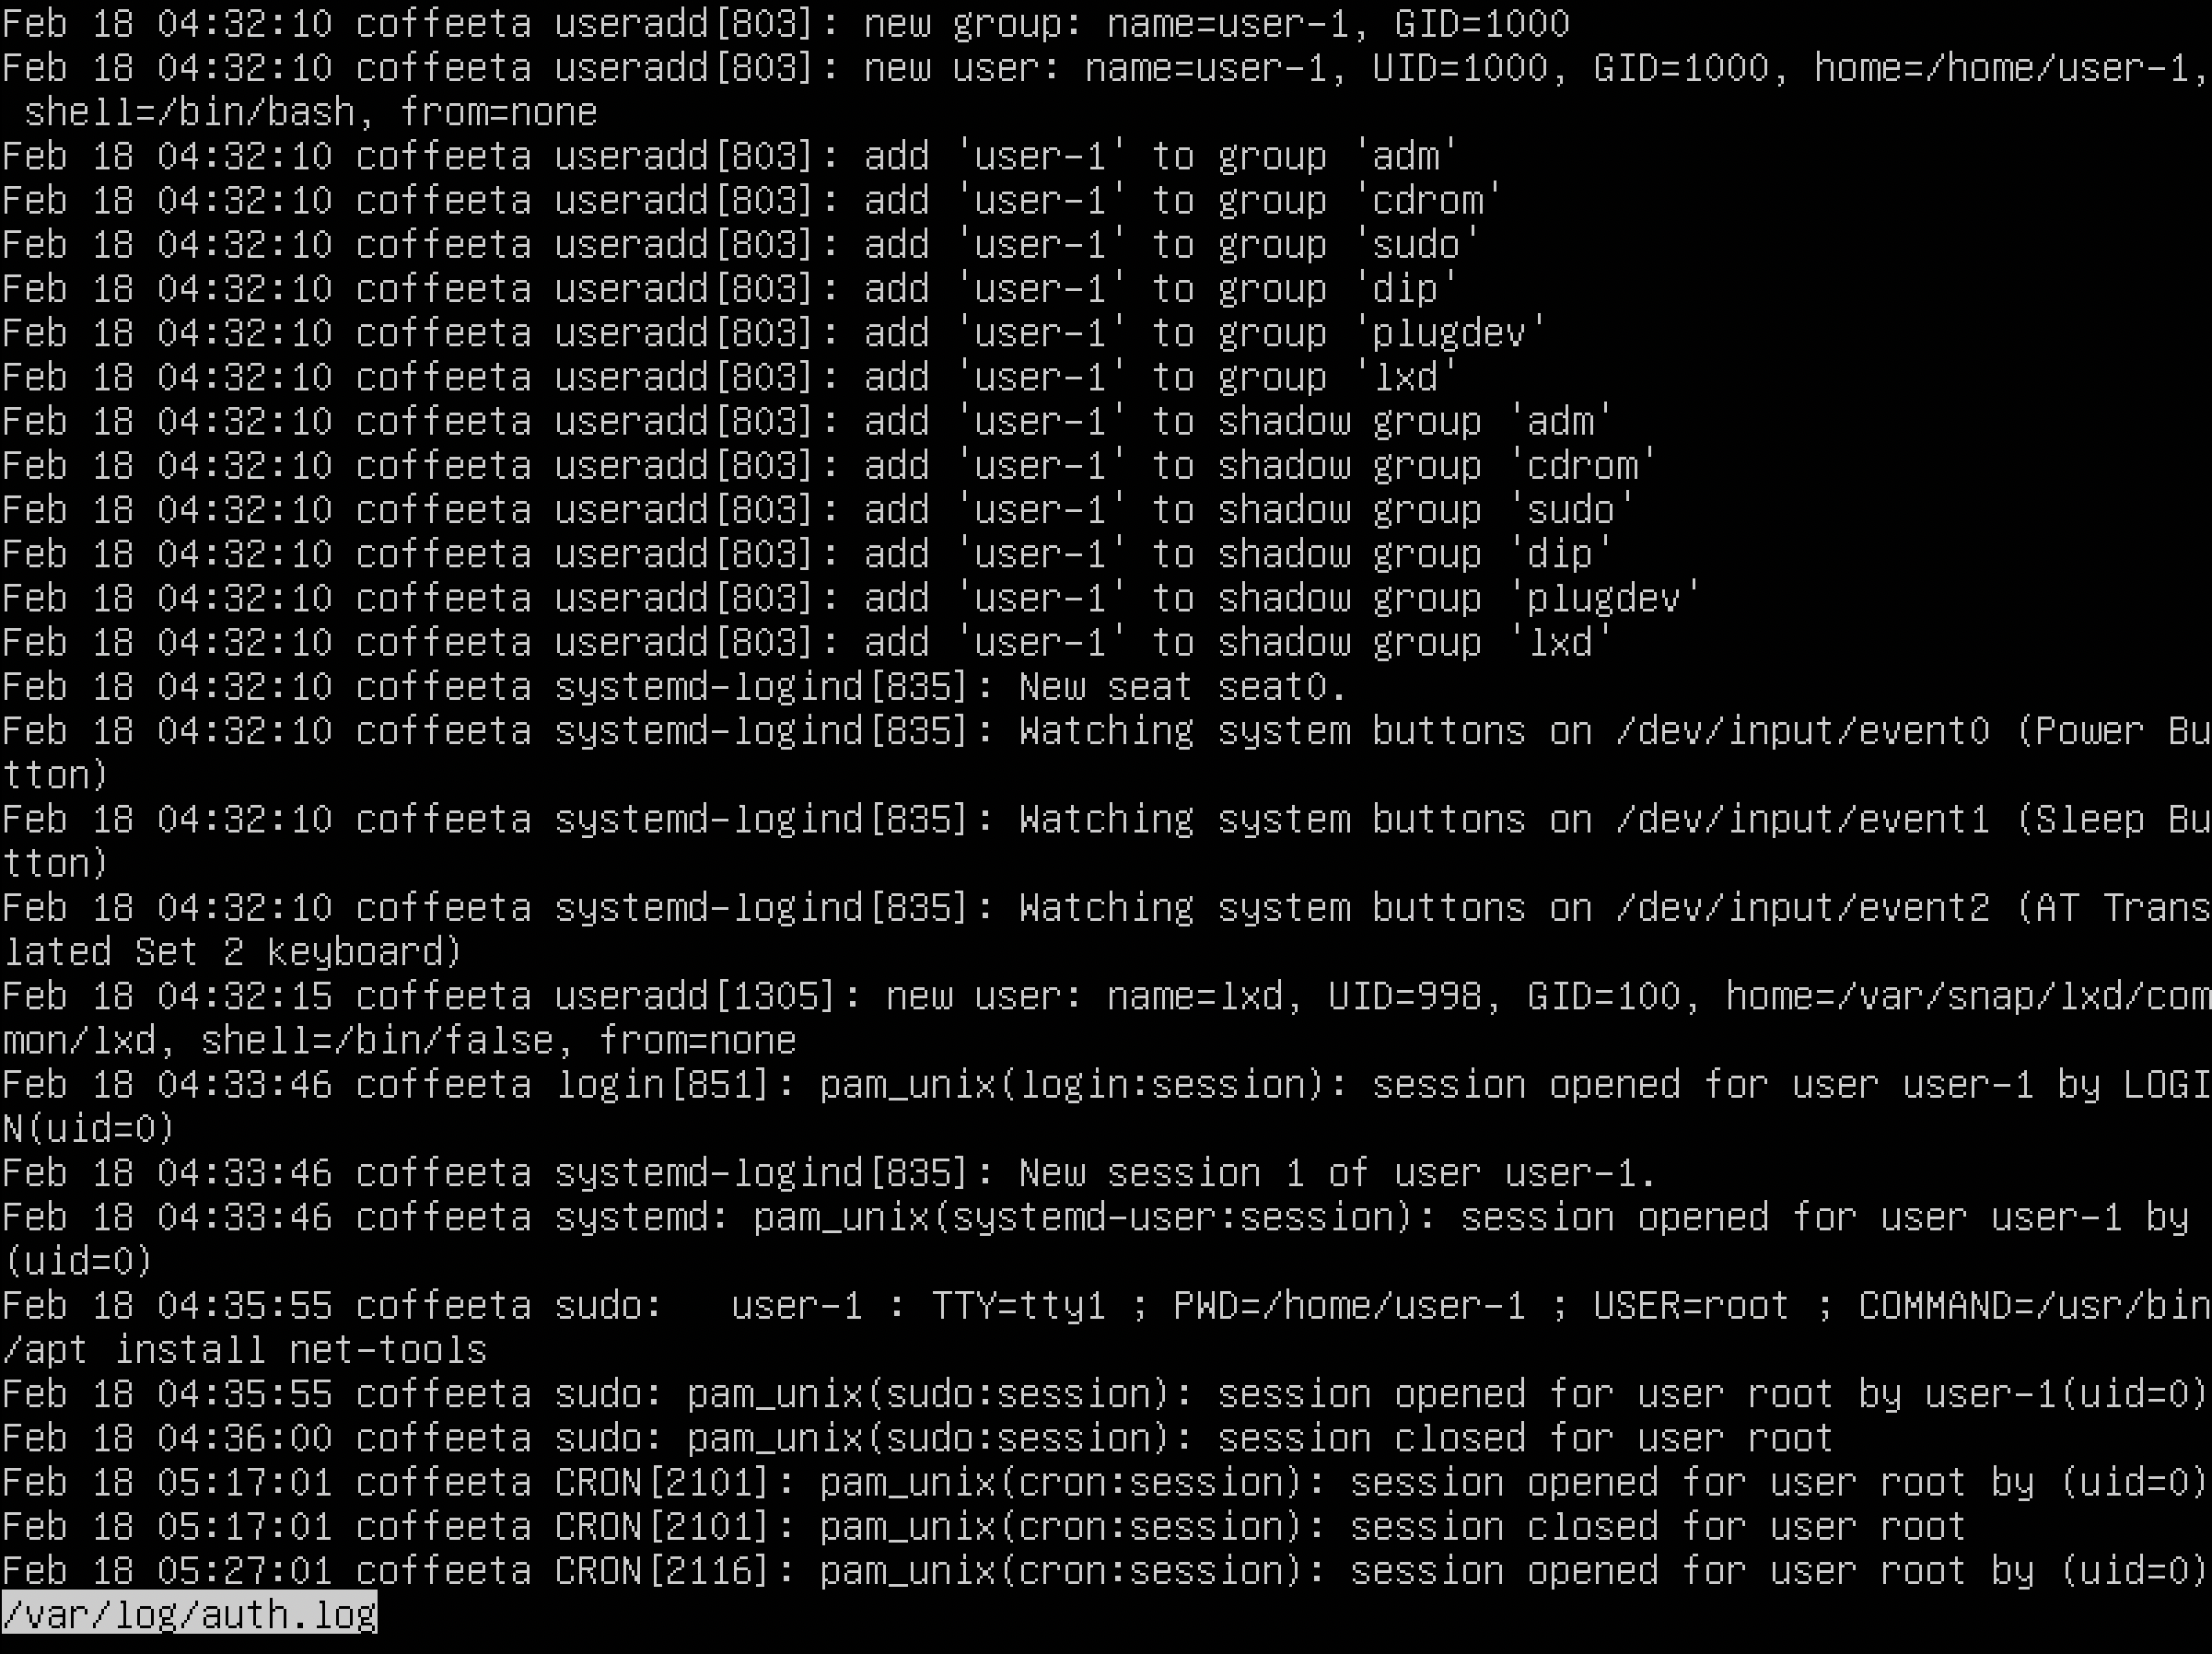 Feb 18 04:32:10 coffeeta useradd[803]: new group: name=user-1, GID=1000
Feb 18 04:32:10 coffeeta useradd[803]: new user: name=user-1, UID=1000, GID=1000, home=/home/user-1,
 shell=/bin/bash, from=none
Feb 18 04:32:10 coffeeta useradd[803]: add 'user-1' to group 'adm'
Feb 18 04:32:10 coffeeta useradd[803]: add 'user-1' to group 'cdrom'
Feb 18 04:32:10 coffeeta useradd[803]: add 'user-1' to group 'sudo'
Feb 18 04:32:10 coffeeta useradd[803]: add 'user-1' to group 'dip'
Feb 18 04:32:10 coffeeta useradd[803]: add 'user-1' to group 'plugdev'
Feb 18 04:32:10 coffeeta useradd[803]: add 'user-1' to group 'lxd'
Feb 18 04:32:10 coffeeta useradd[803]: add 'user-1' to shadow group 'adm'
Feb 18 04:32:10 coffeeta useradd[803]: add 'user-1' to shadow group 'cdrom'
Feb 18 04:32:10 coffeeta useradd[803]: add 'user-1' to shadow group 'sudo'
Feb 18 04:32:10 coffeeta useradd[803]: add 'user-1' to shadow group 'dip'
Feb 18 04:32:10 coffeeta useradd[803]: add 'user-1' to shadow group 'plugdev'
Feb 18 04:32:10 coffeeta useradd[803]: add 'user-1' to shadow group 'lxd'
Feb 18 04:32:10 coffeeta systemd-logind[835]: New seat seat0.
Feb 18 04:32:10 coffeeta systemd-logind[835]: Watching system buttons on /dev/input/event0 (Power Bu
tton)
Feb 18 04:32:10 coffeeta systemd-logind[835]: Watching system buttons on /dev/input/event1 (Sleep Bu
tton)
Feb 18 04:32:10 coffeeta systemd-logind[835]: Watching system buttons on /dev/input/event2 (AT Trans
lated Set 2 keyboard)
Feb 18 04:32:15 coffeeta useradd[1305]: new user: name=lxd, UID=998, GID=100, home=/var/snap/lxd/com
mon/lxd, shell=/bin/false, from=none
Feb 18 04:33:46 coffeeta login[851]: pam_unix(login:session): session opened for user user-1 by LOGI
N(uid=0)
Feb 18 04:33:46 coffeeta systemd-logind[835]: New session 1 of user user-1.
Feb 18 04:33:46 coffeeta systemd: pam_unix(systemd-user:session): session opened for user user-1 by
(uid=0)
Feb 18 04:35:55 coffeeta sudo:   user-1 : TTY=tty1 ; PWD=/home/user-1 ; USER=root ; COMMAND=/usr/bin
/apt install net-tools
Feb 18 04:35:55 coffeeta sudo: pam_unix(sudo:session): session opened for user root by user-1(uid=0)
Feb 18 04:36:00 coffeeta sudo: pam_unix(sudo:session): session closed for user root
Feb 18 05:17:01 coffeeta CRON[2101]: pam_unix(cron:session): session opened for user root by (uid=0)
Feb 18 05:17:01 coffeeta CRON[2101]: pam_unix(cron:session): session closed for user root
Feb 18 05:27:01 coffeeta CRON[2116]: pam_unix(cron:session): session opened for user root by (uid=0)
/var/log/auth.log